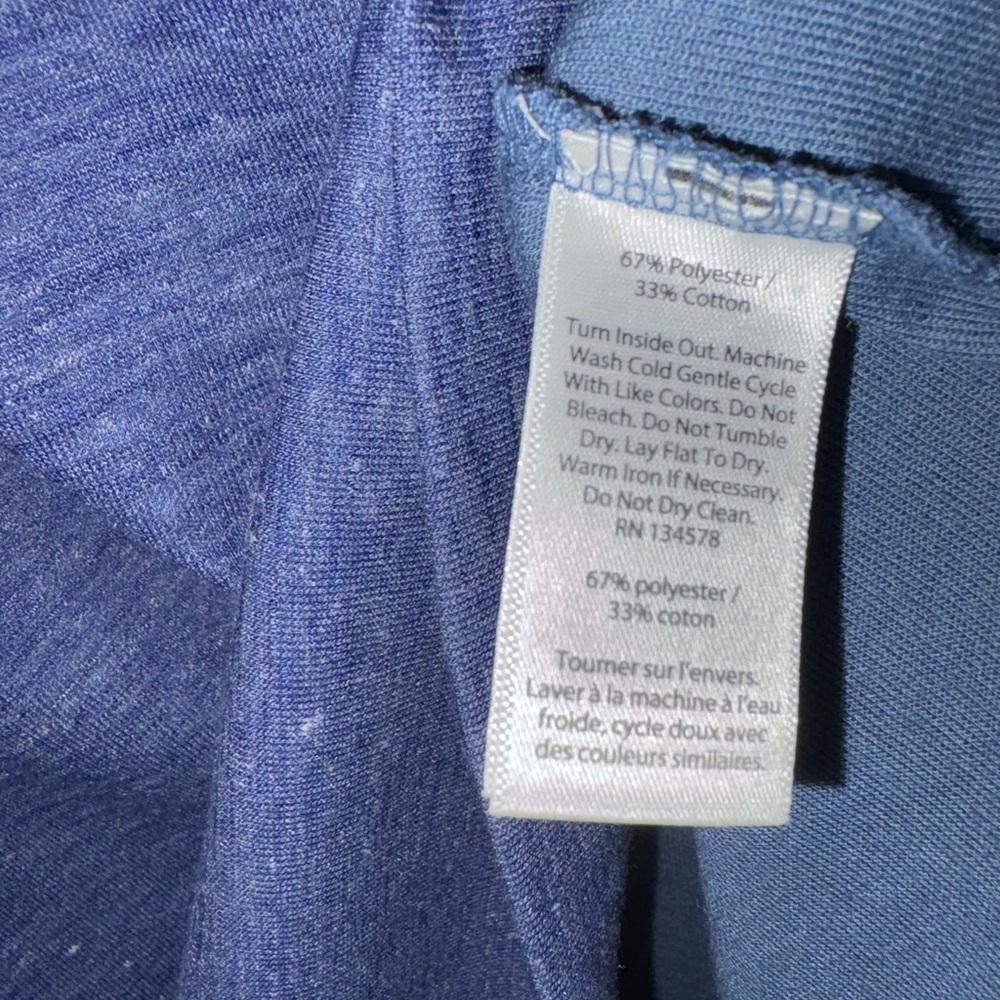 67% Polyester /
33% Cotton
Turn Inside Out. Machine
Wash Cold Gentle Cycle
With Like Colors. Do Not
Bleach. Do Not Tumble
Dry. Lay Flat To Dry.
Warm Iron If Necessary.
Do Not Dry Clean.
RN 134578
67% polyester /
33% coton
Tourner sur l'envers.
Laver à la machine à l'eau
froide, cycle doux avec
des couleurs similaires.